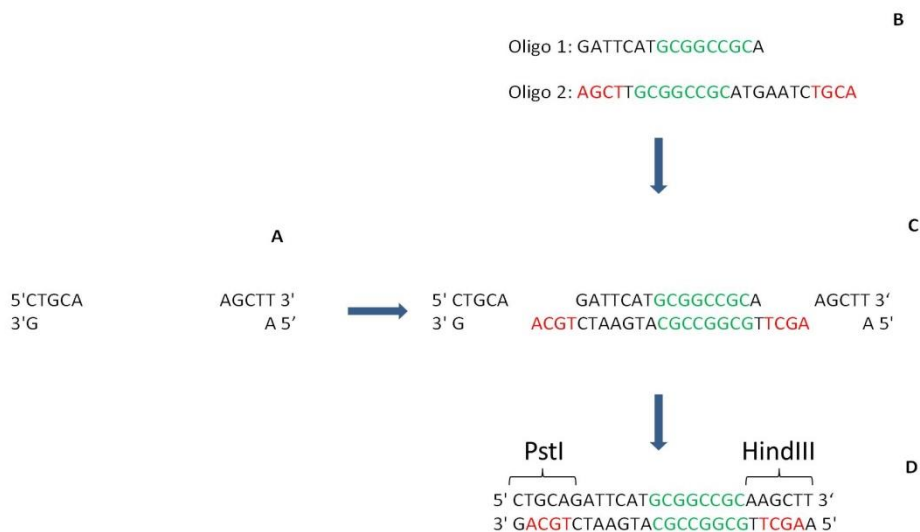 B
Oligo 1: GATTCATGCGGCCGCA
Oligo 2: AGCTTGCGGCCGCATGAATCTGCA
A
5'CTGCA AGCTT 3'
3'G A 5'
C
5' CTGCA GATTCATGCGGCCGCA AGCTT 3‘
3' G ACGTCTAAGTACGCCGGCGTTCGA A 5'
PstI HindIII
D
5' CTGCAGATTCATGCGGCCGCAAGCTT 3‘
3' GACGTCTAAGTACGCCGGCGTTCGAA 5'